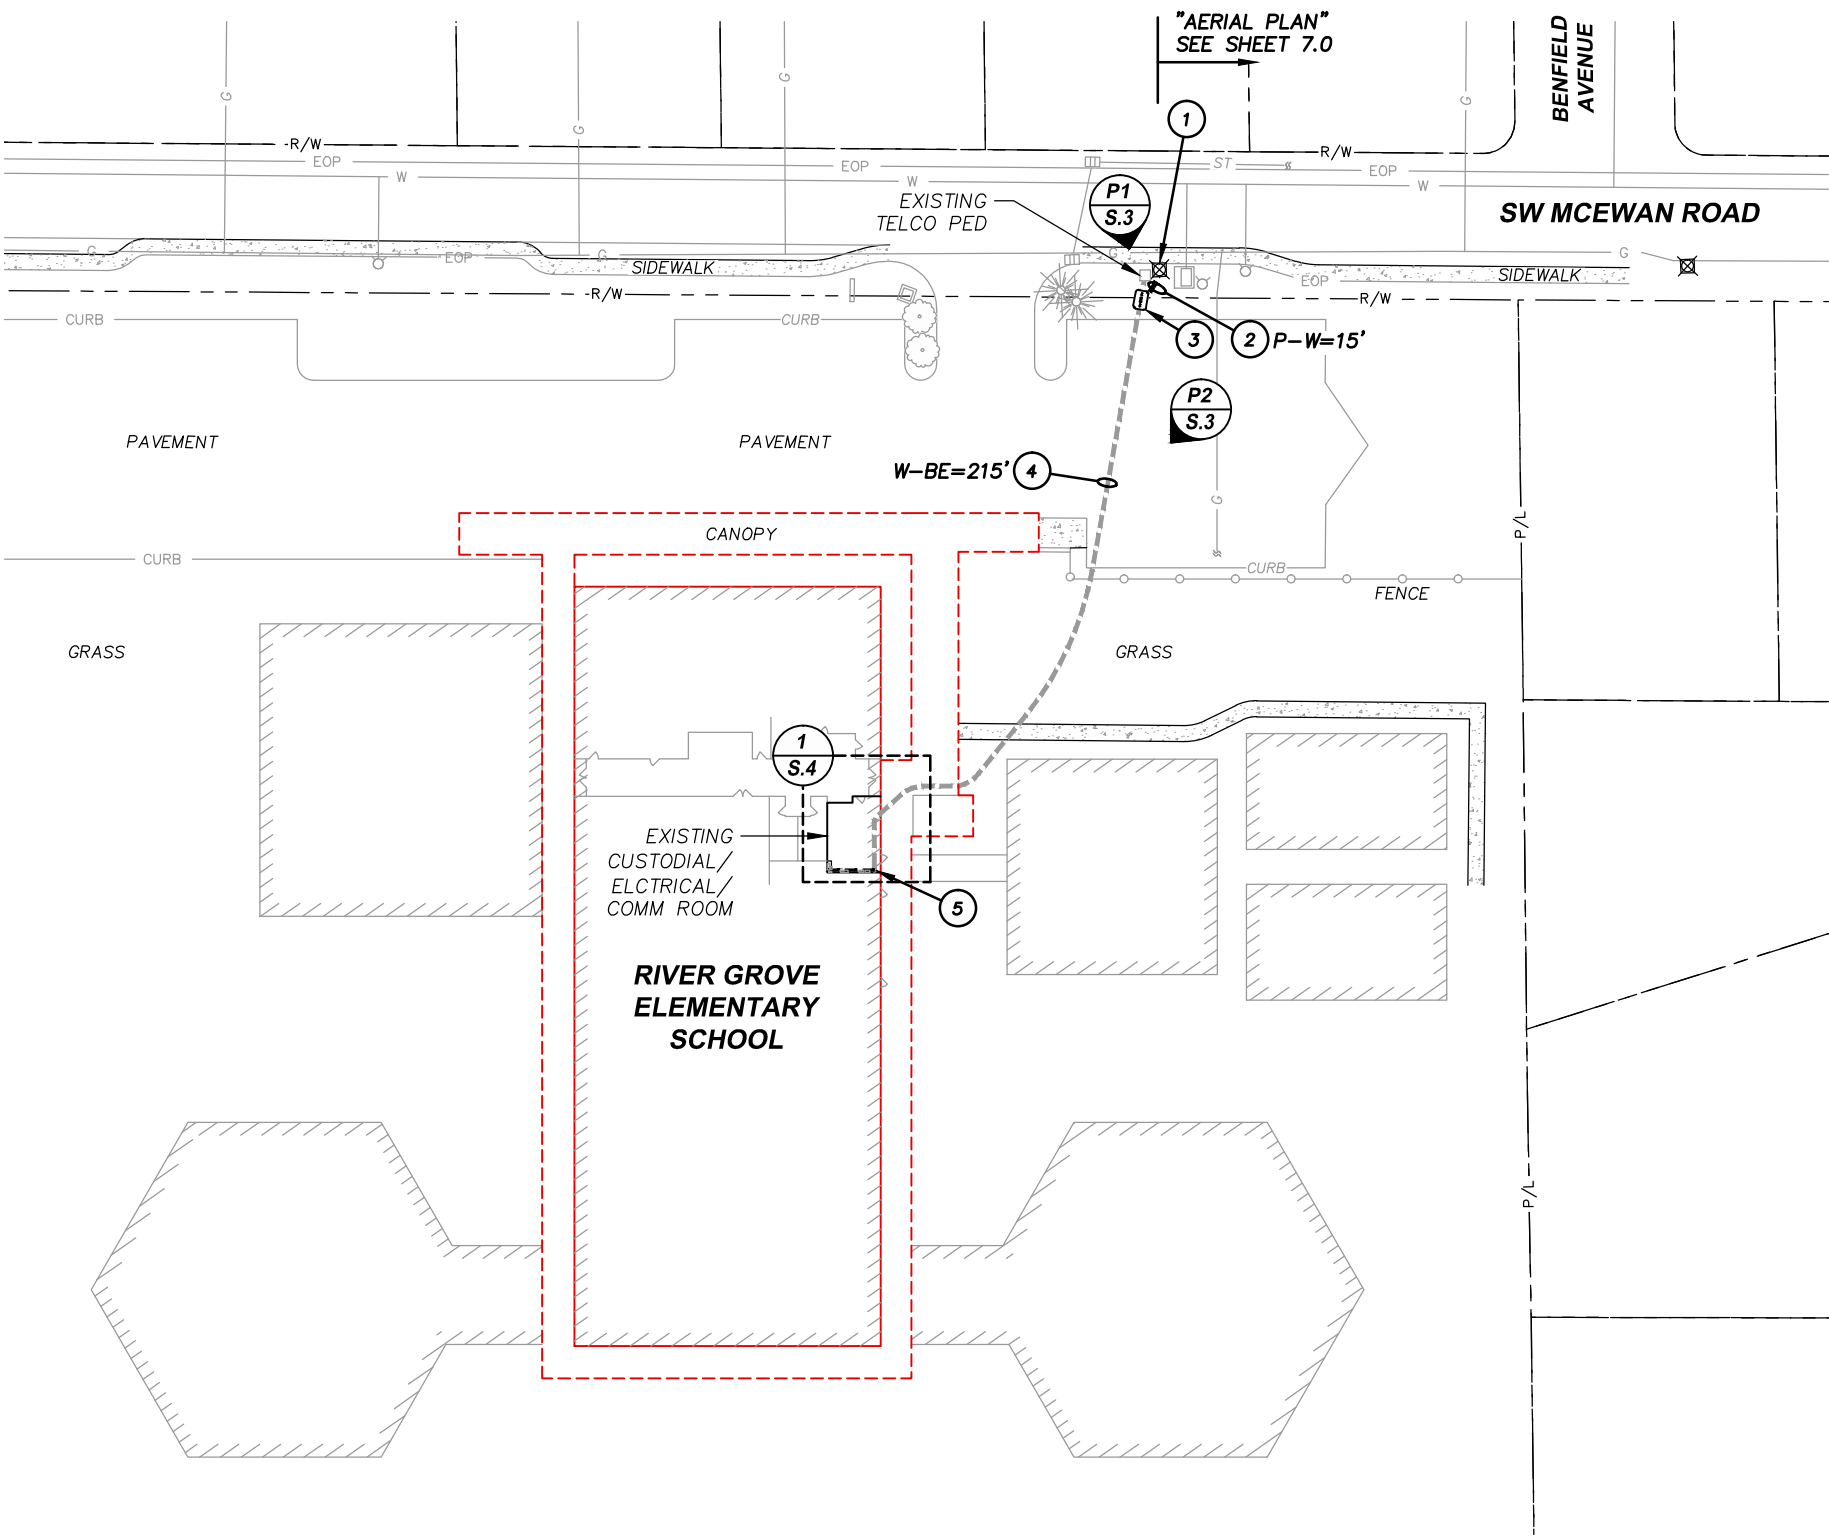 "AERIAL PLAN"
SEE SHEET 7.0
BENFIELD
AVENUE
G
G
G
G
1
R/W
R/W
EOP
EOP
ST
EOP
W
W
W
P1
S.3
EXISTING
TELCO PED
SW MCEWAN ROAD
G
EOP
G
SIDEWALK
G
EOP
SIDEWALK
G
R/W
R/W
CURB
CURB
3
2
P-W=15'
P2
S.3
PAVEMENT
PAVEMENT
W-BE=215'
4
G
P/L
CANOPY
CURB
CURB
FENCE
GRASS
GRASS
1
S.4
EXISTING
CUSTODIAL/
ELCTRICAL/
COMM ROOM
5
RIVER GROVE
ELEMENTARY
SCHOOL
P/L